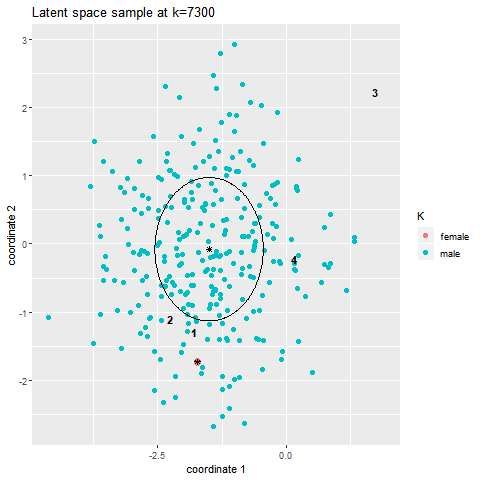 Latent space sample at k=7300
3
2
1
0
-1
-2
coordinate 2
3
4
2
1
-2.5
0.0
coordinate 1
K
female
male